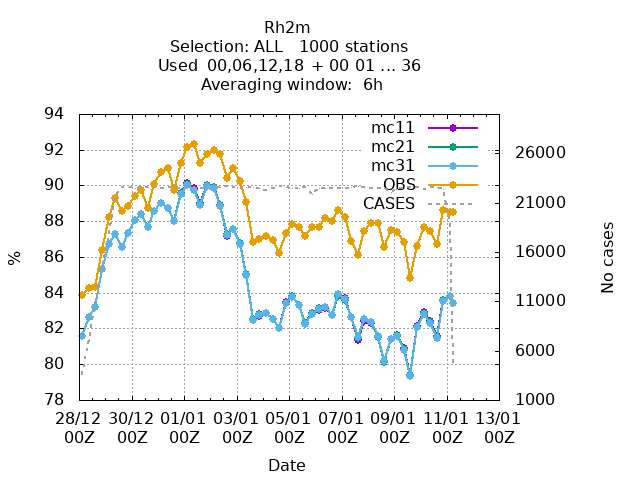 Rh2m
Selection: ALL   1000 stations
Used  00,06,12,18  + 00 01 ... 36
Averaging window:  6h
94
92
90
88
86
84
82
80
78
%
mc11
mc21
mc31
OBS
CASES
26000
21000
16000
11000
6000
1000
No cases
28/12 30/12 01/01 03/01 05/01 07/01 09/01 11/01 13/01
00Z 00Z 00Z 00Z 00Z 00Z 00Z 00Z 00Z
Date